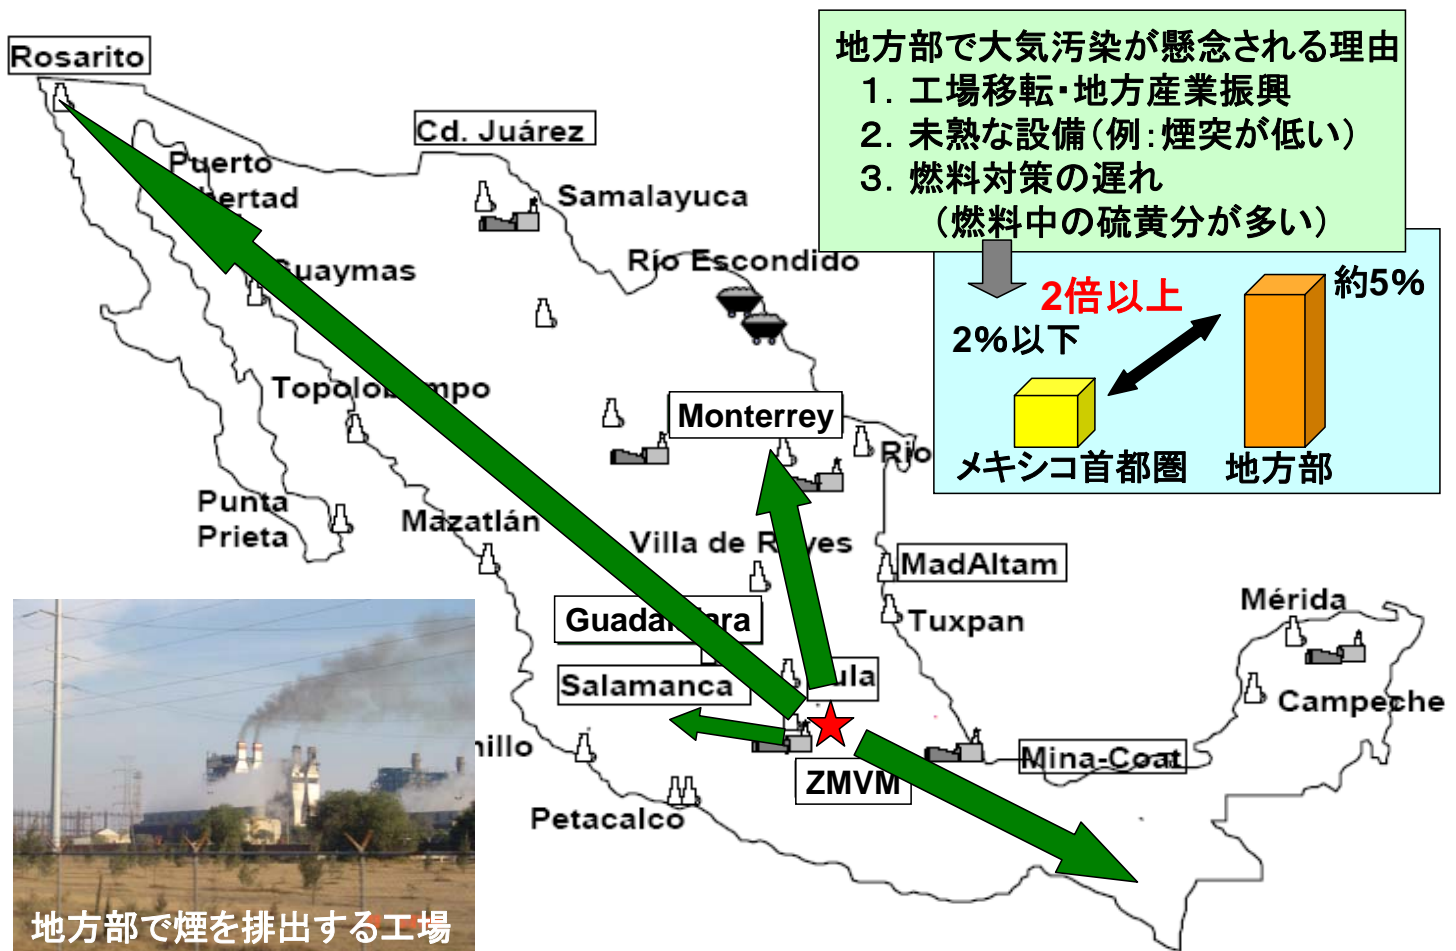 Rosarito
地方部で大気汚染が懸念される理由
1. 工場移転・地方産業振興
2. 未熟な設備(例:煙突が低い)
3. 燃料対策の遅れ
(燃料中の硫黄分が多い)
Cd. Juárez
Puerto
Samalayuca
Río Escondido
2倍以上
約5%
2%以下
メキシコ首都圏
地方部
Monterrey
Rio
Punta
Prieta
Mazatlán
Villa de
MadAltam
Tuxpan
Mérida
Campeche
Salamanca
Mina-Coat
ZMVM
Petacalco
地方部で煙を排出する工場